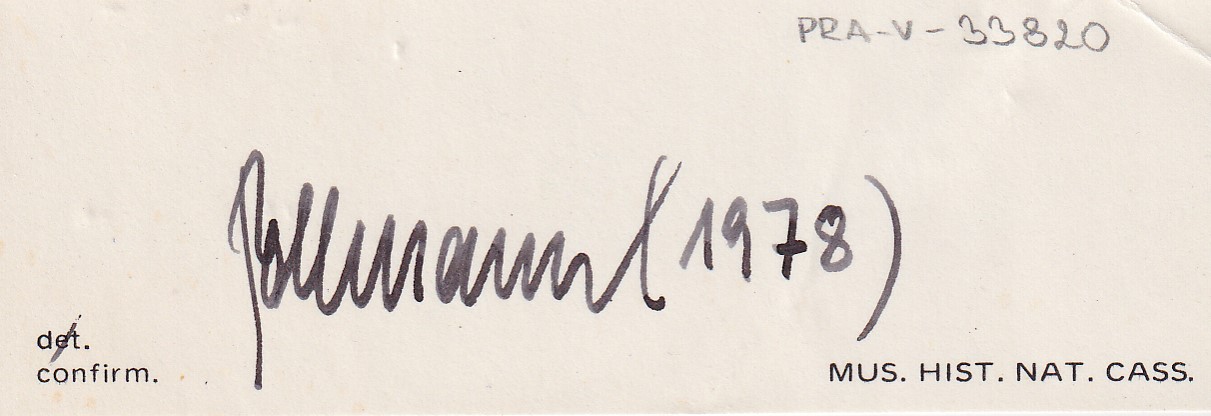 PRA-V-33820
Follmann (1978)
det.
confirm.
MUS. HIST. NAT. CASS.